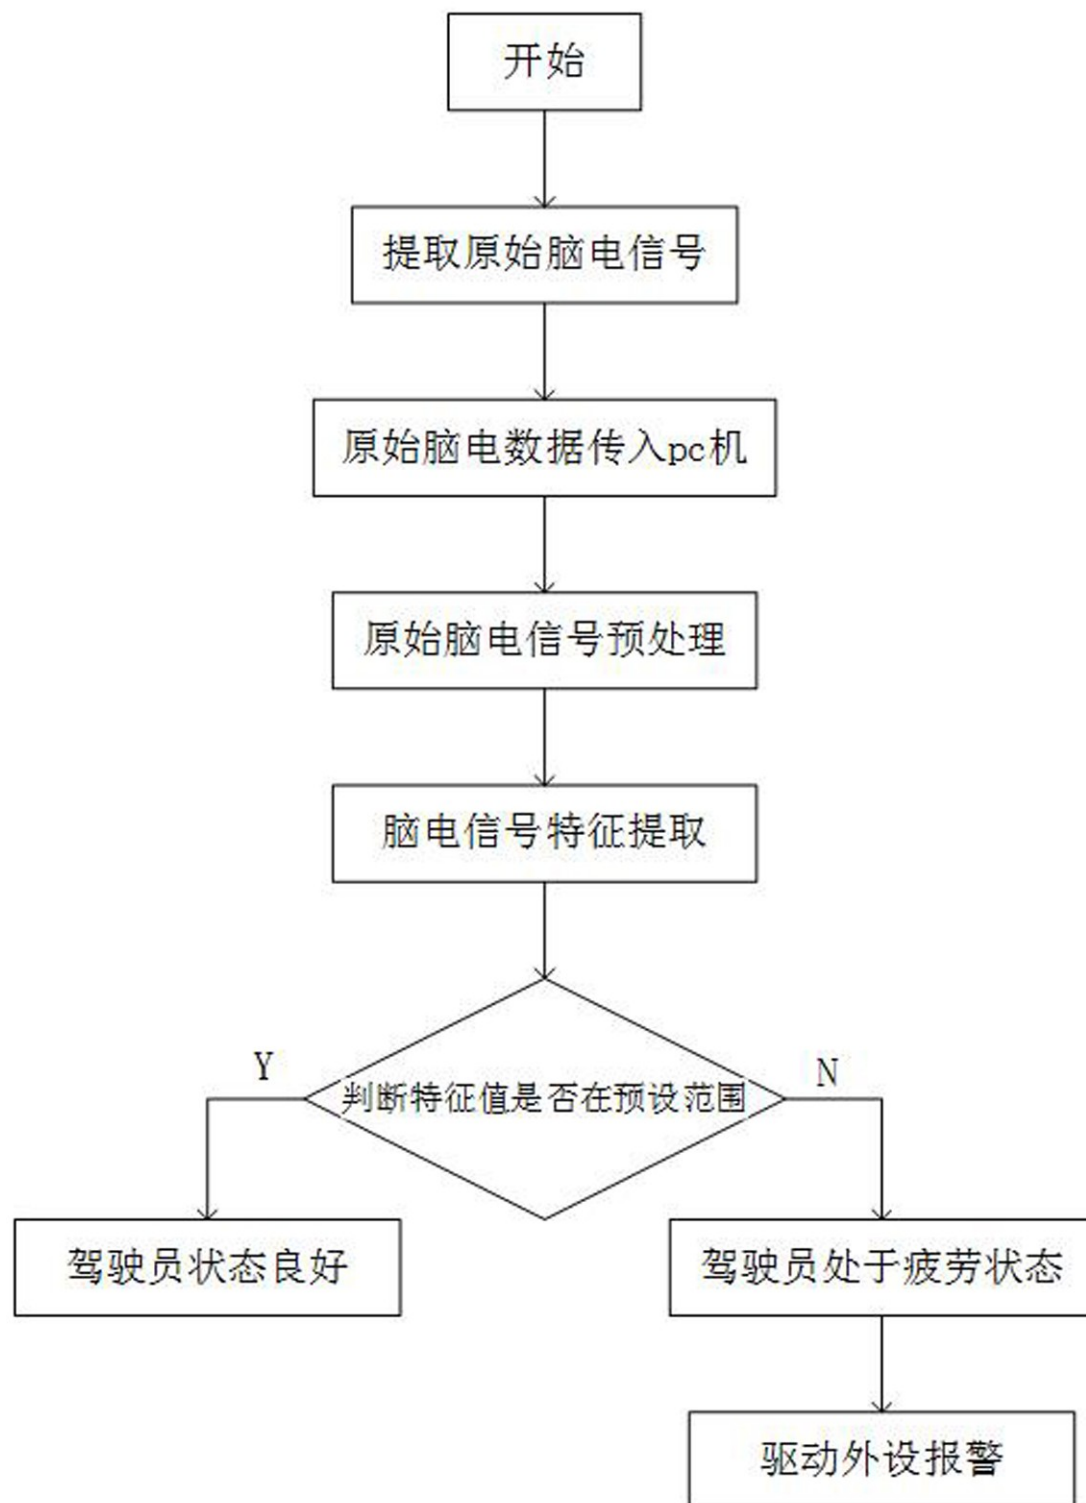 开始
提取原始脑电信号
原始脑电数据传入pc机
原始脑电信号预处理
脑电信号特征提取
判断特征值是否在预设范围
Y
N
驾驶员状态良好
驾驶员处于疲劳状态
驱动外设报警